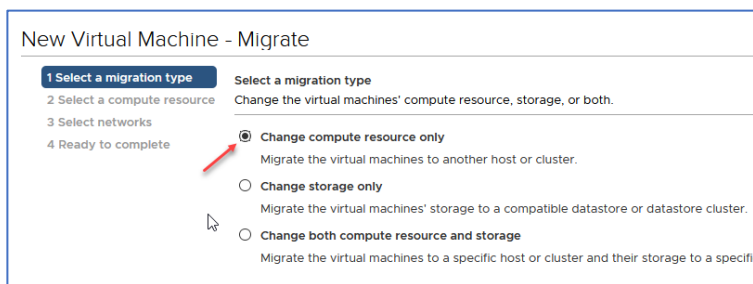 New Virtual Machine - Migrate
1 Select a migration type
2 Select a compute resource
3 Select networks
4 Ready to complete
Select a migration type
Change the virtual machines' compute resource, storage, or both.
Change compute resource only
Migrate the virtual machines to another host or cluster.
Change storage only
Migrate the virtual machines' storage to a compatible datastore or datastore cluster.
Change both compute resource and storage
Migrate the virtual machines to a specific host or cluster and their storage to a specifi